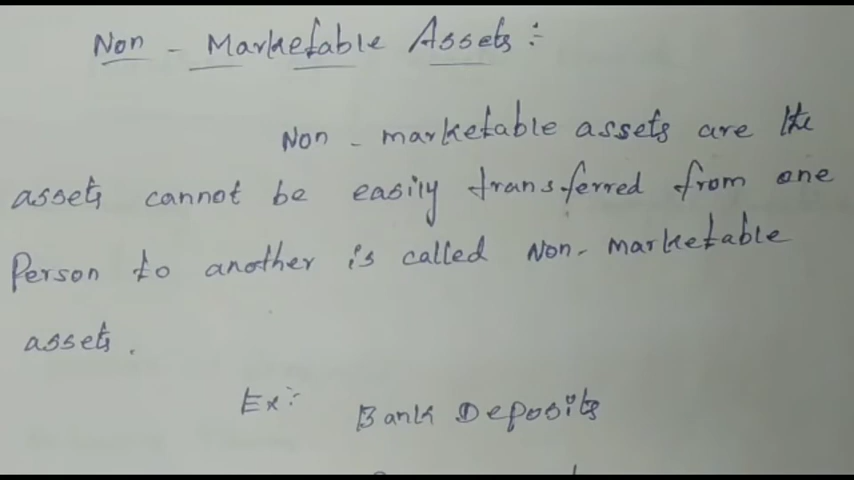 Non - Marketable Assets :-
Non - marketable assets are the
assets cannot be easily transferred from one
Person to another is called Non - marketable
assets.
Ex:- Bank Deposits